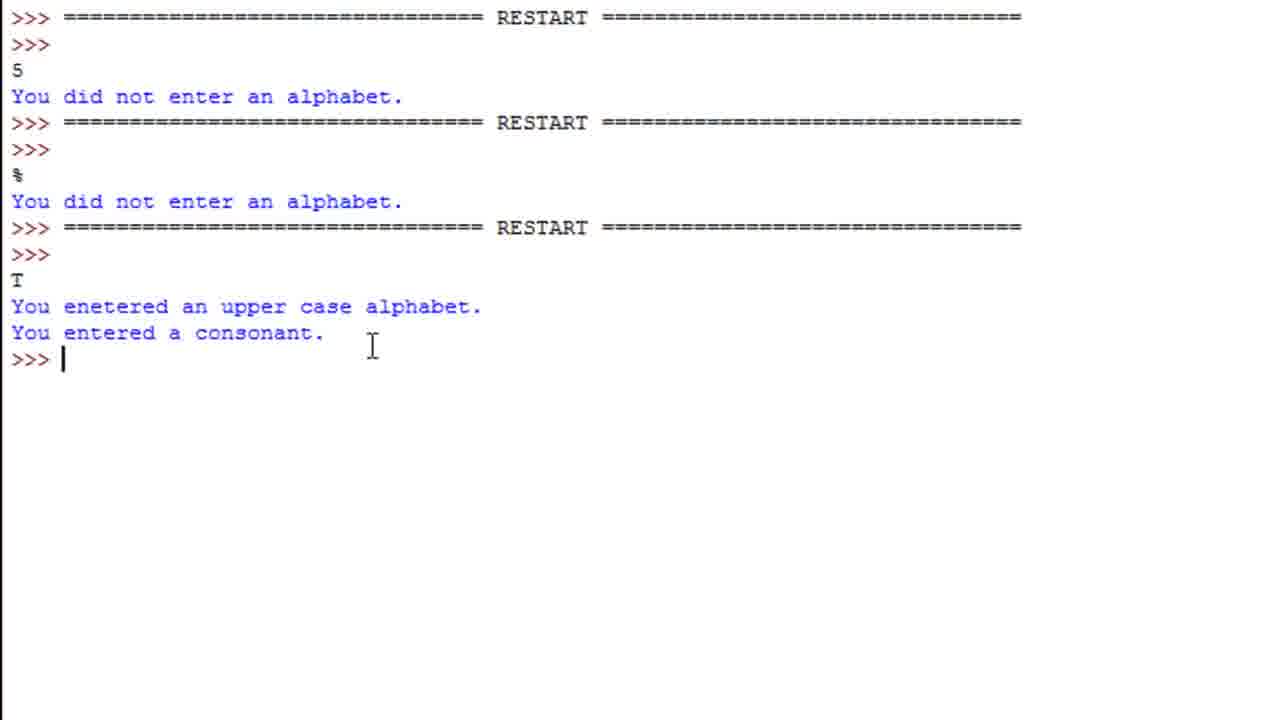 >>> ================================ RESTART ================================
>>>
5
You did not enter an alphabet.
>>> ================================ RESTART ================================
>>>
%
You did not enter an alphabet.
>>> ================================ RESTART ================================
>>>
T
You enetered an upper case alphabet.
You entered a consonant.
>>>